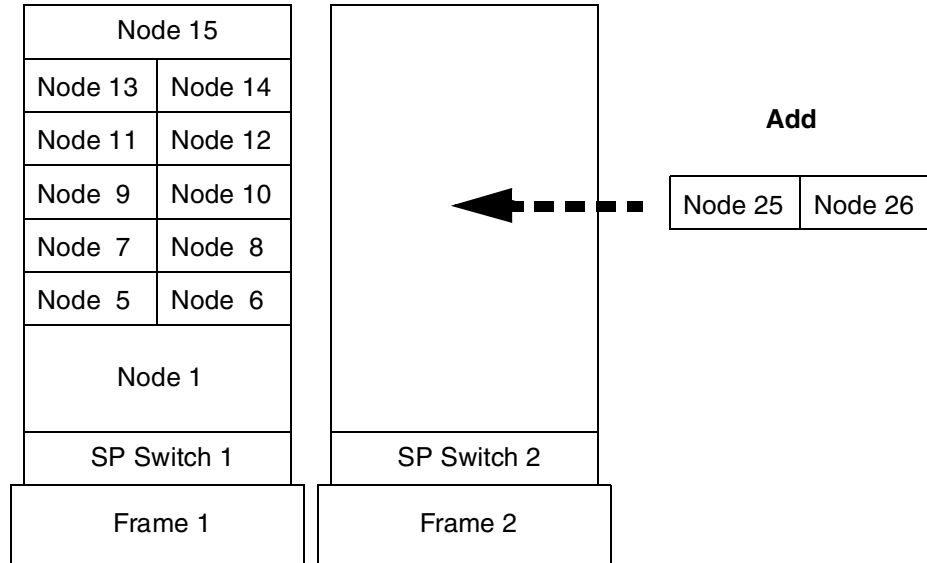 Node 15
Node 13 Node 14
Node 11 Node 12
Node 9 Node 10
Node 7 Node 8
Node 5 Node 6
Node 1
SP Switch 1
Frame 1
SP Switch 2
Frame 2
Add
Node 25 Node 26